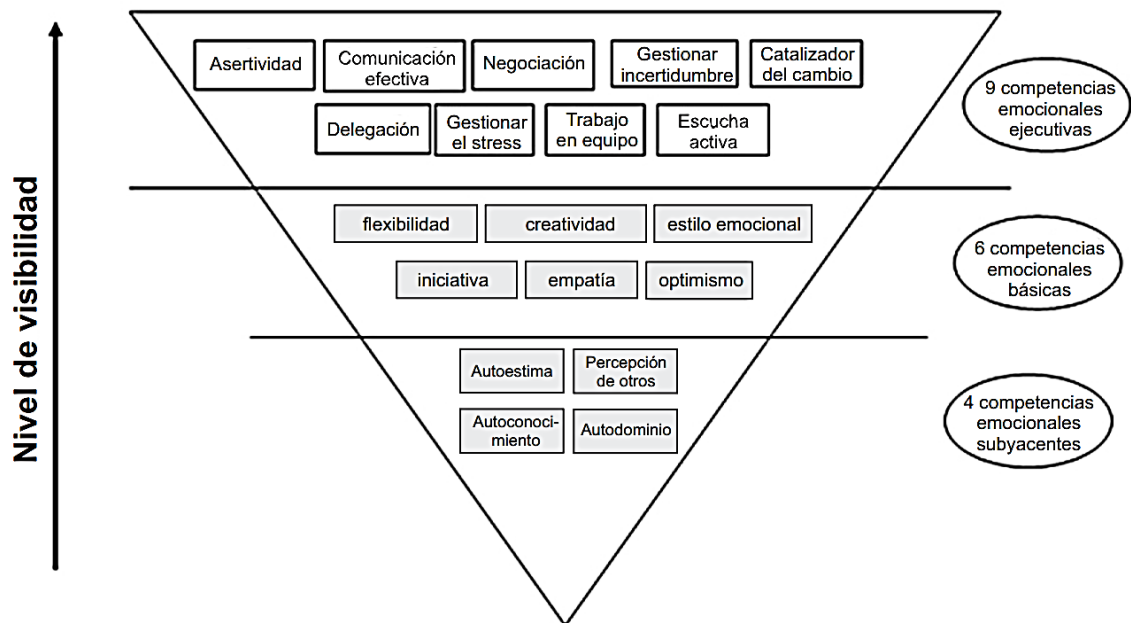 Nivel de visibilidad
Asertividad
Comunicación
efectiva
Negociación
Gestionar
incertidumbre
Catalizador
del cambio
Delegación
Gestionar
el stress
Trabajo
en equipo
Escucha
activa
9 competencias
emocionales
ejecutivas
flexibilidad
creatividad
estilo emocional
iniciativa
empatía
optimismo
6 competencias
emocionales
básicas
Autoestima
Percepción
de otros
Autoconoci-
miento
Autodominio
4 competencias
emocionales
subyacentes